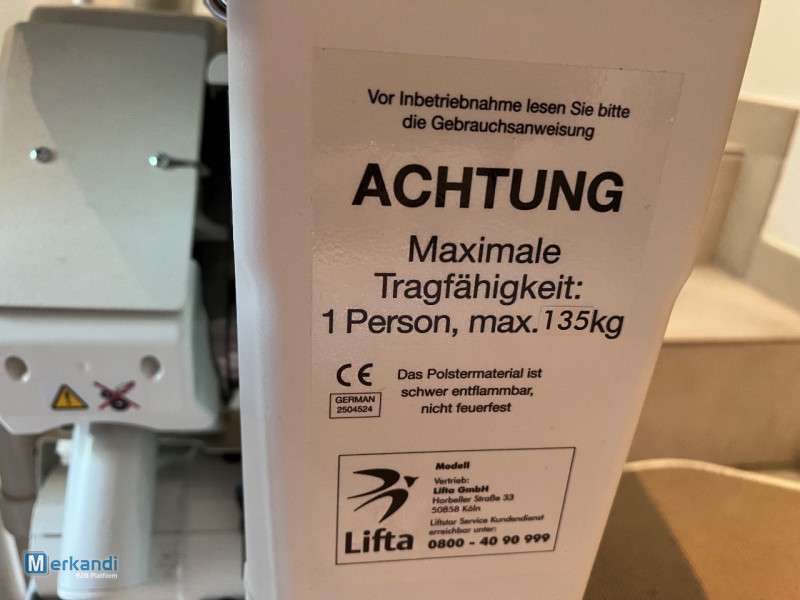 Vor Inbetriebnahme lesen Sie bitte
die Gebrauchsanweisung
ACHTUNG
Maximale
Tragfähigkeit:
1 Person, max. 135kg
CE
Das Polstermaterial ist
schwer entflammbar,
nicht feuerfest
GERMAN
2504524
Modell
Vertrieb:
Lifta GmbH
Horbeller Straße 33
50858 Köln
Liftstar Service Kundendienst
erreichbar unter:
0800 - 40 90 999
Lifta
Merkandi
B2B Platform